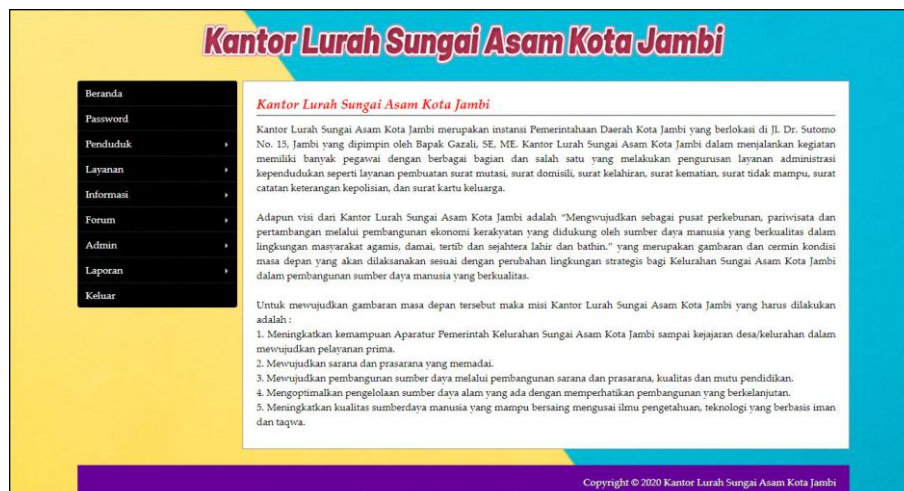 Kantor Lurah Sungai Asam Kota Jambi
Beranda
Password
Penduduk
Layanan
Informasi
Forum
Admin
Laporan
Keluar
Kantor Lurah Sungai Asam Kota Jambi
Kantor Lurah Sungai Asam Kota Jambi merupakan instansi Pemerintahaan Daerah Kota Jambi yang berlokasi di Jl. Dr. Sutomo
No. 15, Jambi yang dipimpin oleh Bapak Gazali, SE, ME. Kantor Lurah Sungai Asam Kota Jambi dalam menjalankan kegiatan
memiliki banyak pegawai dengan berbagai bagian dan salah satu yang melakukan pengurusan layanan administrasi
kependudukan seperti layanan pembuatan surat mutasi, surat domisili, surat kelahiran, surat kematian, surat tidak mampu, surat
catatan keterangan kepolisian, dan surat kartu keluarga.
Adapun visi dari Kantor Lurah Sungai Asam Kota Jambi adalah “Mengwujudkan sebagai pusat perkebunan, pariwisata dan
pertambangan melalui pembangunan ekonomi kerakyatan yang didukung oleh sumber daya manusia yang berkualitas dalam
lingkungan masyarakat agamis, damai, tertib dan sejahtera lahir dan bathin.” yang merupakan gambaran dan cermin kondisi
masa depan yang akan dilaksanakan sesuai dengan perubahan lingkungan strategis bagi Kelurahan Sungai Asam Kota Jambi
dalam pembangunan sumber daya manusia yang berkualitas.
Untuk mewujudkan gambaran masa depan tersebut maka misi Kantor Lurah Sungai Asam Kota Jambi yang harus dilakukan
adalah :
1. Meningkatkan kemampuan Aparatur Pemerintah Kelurahan Sungai Asam Kota Jambi sampai kejajaran desa/kelurahan dalam
mewujudkan pelayanan prima.
2. Mewujudkan sarana dan prasarana yang memadai.
3. Mewujudkan pembangunan sumber daya melalui pembangunan sarana dan prasarana, kualitas dan mutu pendidikan.
4. Mengoptimalkan pengelolaan sumber daya alam yang ada dengan memperhatikan pembangunan yang berkelanjutan.
5. Meningkatkan kualitas sumberdaya manusia yang mampu bersaing mengusai ilmu pengetahuan, teknologi yang berbasis iman
dan taqwa.
Copyright © 2020 Kantor Lurah Sungai Asam Kota Jambi